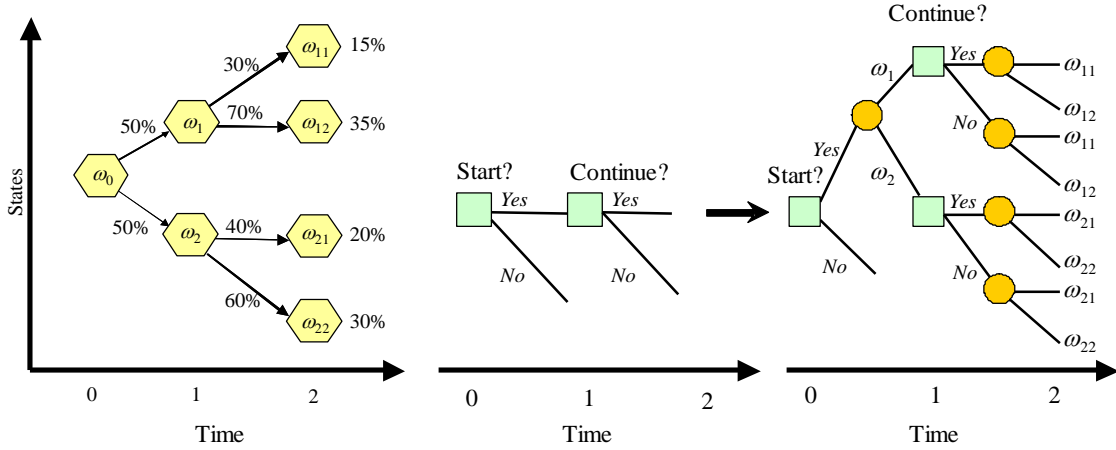 States
ω0
50%
50%
ω1
ω2
30%
70%
40%
60%
ω11
15%
ω12
35%
ω21
20%
ω22
30%
0
1
2
Time
Start?
Yes
No
Continue?
Yes
No
0
1
2
Time
Continue?
Start?
Yes
No
ω1
ω2
Yes
No
Yes
No
ω11
ω12
ω11
ω12
ω21
ω22
ω21
ω22
0
1
2
Time